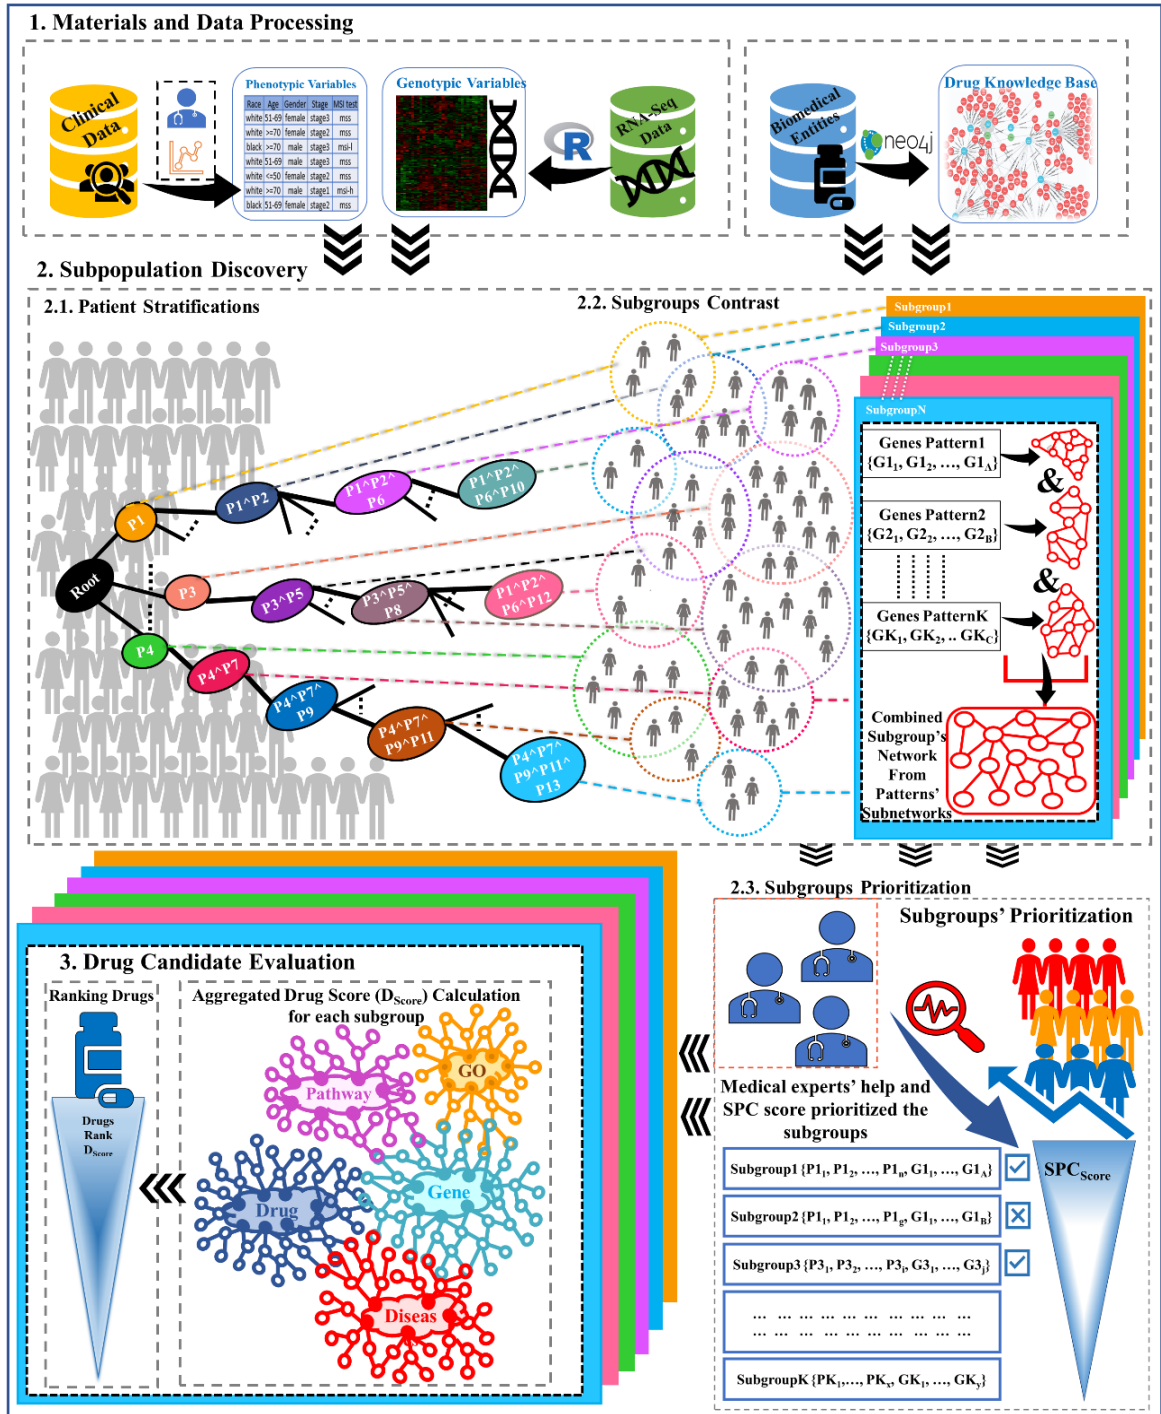 1. Materials and Data Processing
Clinical
Data
Phenotypic Variables
Race Age Gender Stage MSI test
white 51-69 female stage3 mss
white >=70 female stage2 mss
black >=70 male stage3 msi-l
white 51-69 male stage3 mss
white <=50 female stage2 mss
white >=70 male stage1 msi-h
black 51-69 female stage2 mss
Genotypic Variables
R
RNA-Seq
Data
Biomedical
Entities
neo4j
Drug Knowledge Base
2. Subpopulation Discovery
2.1. Patient Stratifications
2.2. Subgroups Contrast
Subgroup1
Subgroup2
Subgroup3
SubgroupN
Root
P1
P1^P2
P1^P2^
P6
P1^P2^
P6^P10
P3
P3^P5
P3^P5^
P8
P1^P2^
P6^P12
P4
P4^P7
P4^P7^
P9
P4^P7^
P9^P11
P4^P7^
P9^P11^
P13
Genes Pattern1
{G1₁, G1₂, …, G1_A}
&
Genes Pattern2
{G2₁, G2₂, …, G2_B}
&
Genes PatternK
{GK₁, GK₂, .. GK_C}
Combined
Subgroup's
Network
From
Patterns'
Subnetworks
2.3. Subgroups Prioritization
Subgroups' Prioritization
Medical experts' help and
SPC score prioritized the
subgroups
Subgroup1 {P1₁, P1₂, …, P1ₙ, G1₁, …, G1_A}
Subgroup2 {P1₁, P1₂, …, P1_g, G1₁, …, G1_B}
Subgroup3 {P3₁, P3₂, …, P3ᵢ, G3₁, …, G3ⱼ}
… … … … … … … … … …
… … … … … … … … … …
SubgroupK {PK₁,…, PKₓ, GK₁, …, GK_y}
SPC_Score
3. Drug Candidate Evaluation
Ranking Drugs
Drugs
Rank
D_Score
Aggregated Drug Score (D_Score) Calculation
for each subgroup
GO
Pathway
Gene
Drug
Diseas